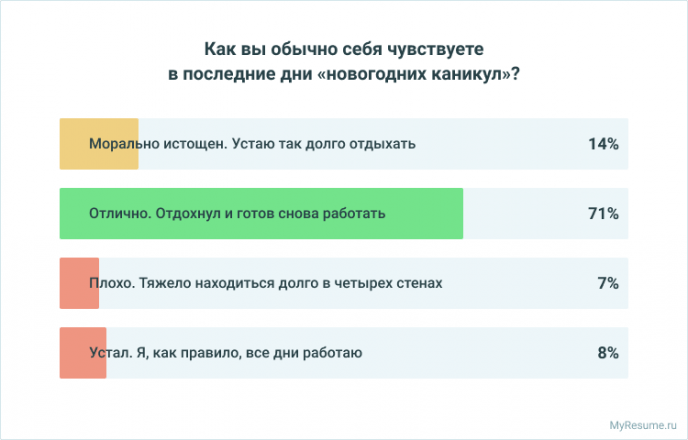 Как вы обычно себя чувствуете
в последние дни «новогодних каникул»?
Морально истощен. Устаю так долго отдыхать 14%
Отлично. Отдохнул и готов снова работать 71%
Плохо. Тяжело находиться долго в четырех стенах 7%
Устал. Я, как правило, все дни работаю 8%
MyResume.ru